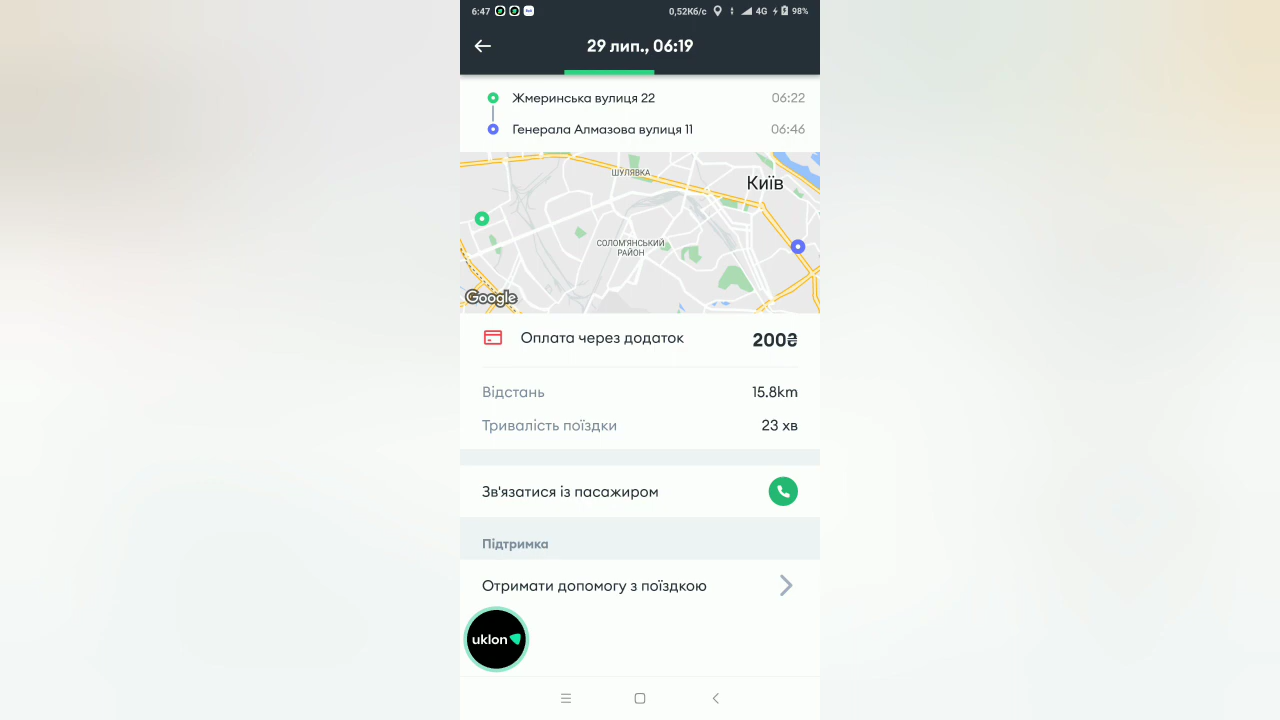 6:47 0,52Кб/с 4G 98%
29 лип., 06:19
Жмеринська вулиця 22 06:22
Генерала Алмазова вулиця 11 06:46
ШУЛЯВКА
Київ
СОЛОМ'ЯНСЬКИЙ
РАЙОН
Google
Оплата через додаток 200₴
Відстань 15.8km
Тривалість поїздки 23 хв
Зв'язатися із пасажиром
Підтримка
Отримати допомогу з поїздкою
uklon